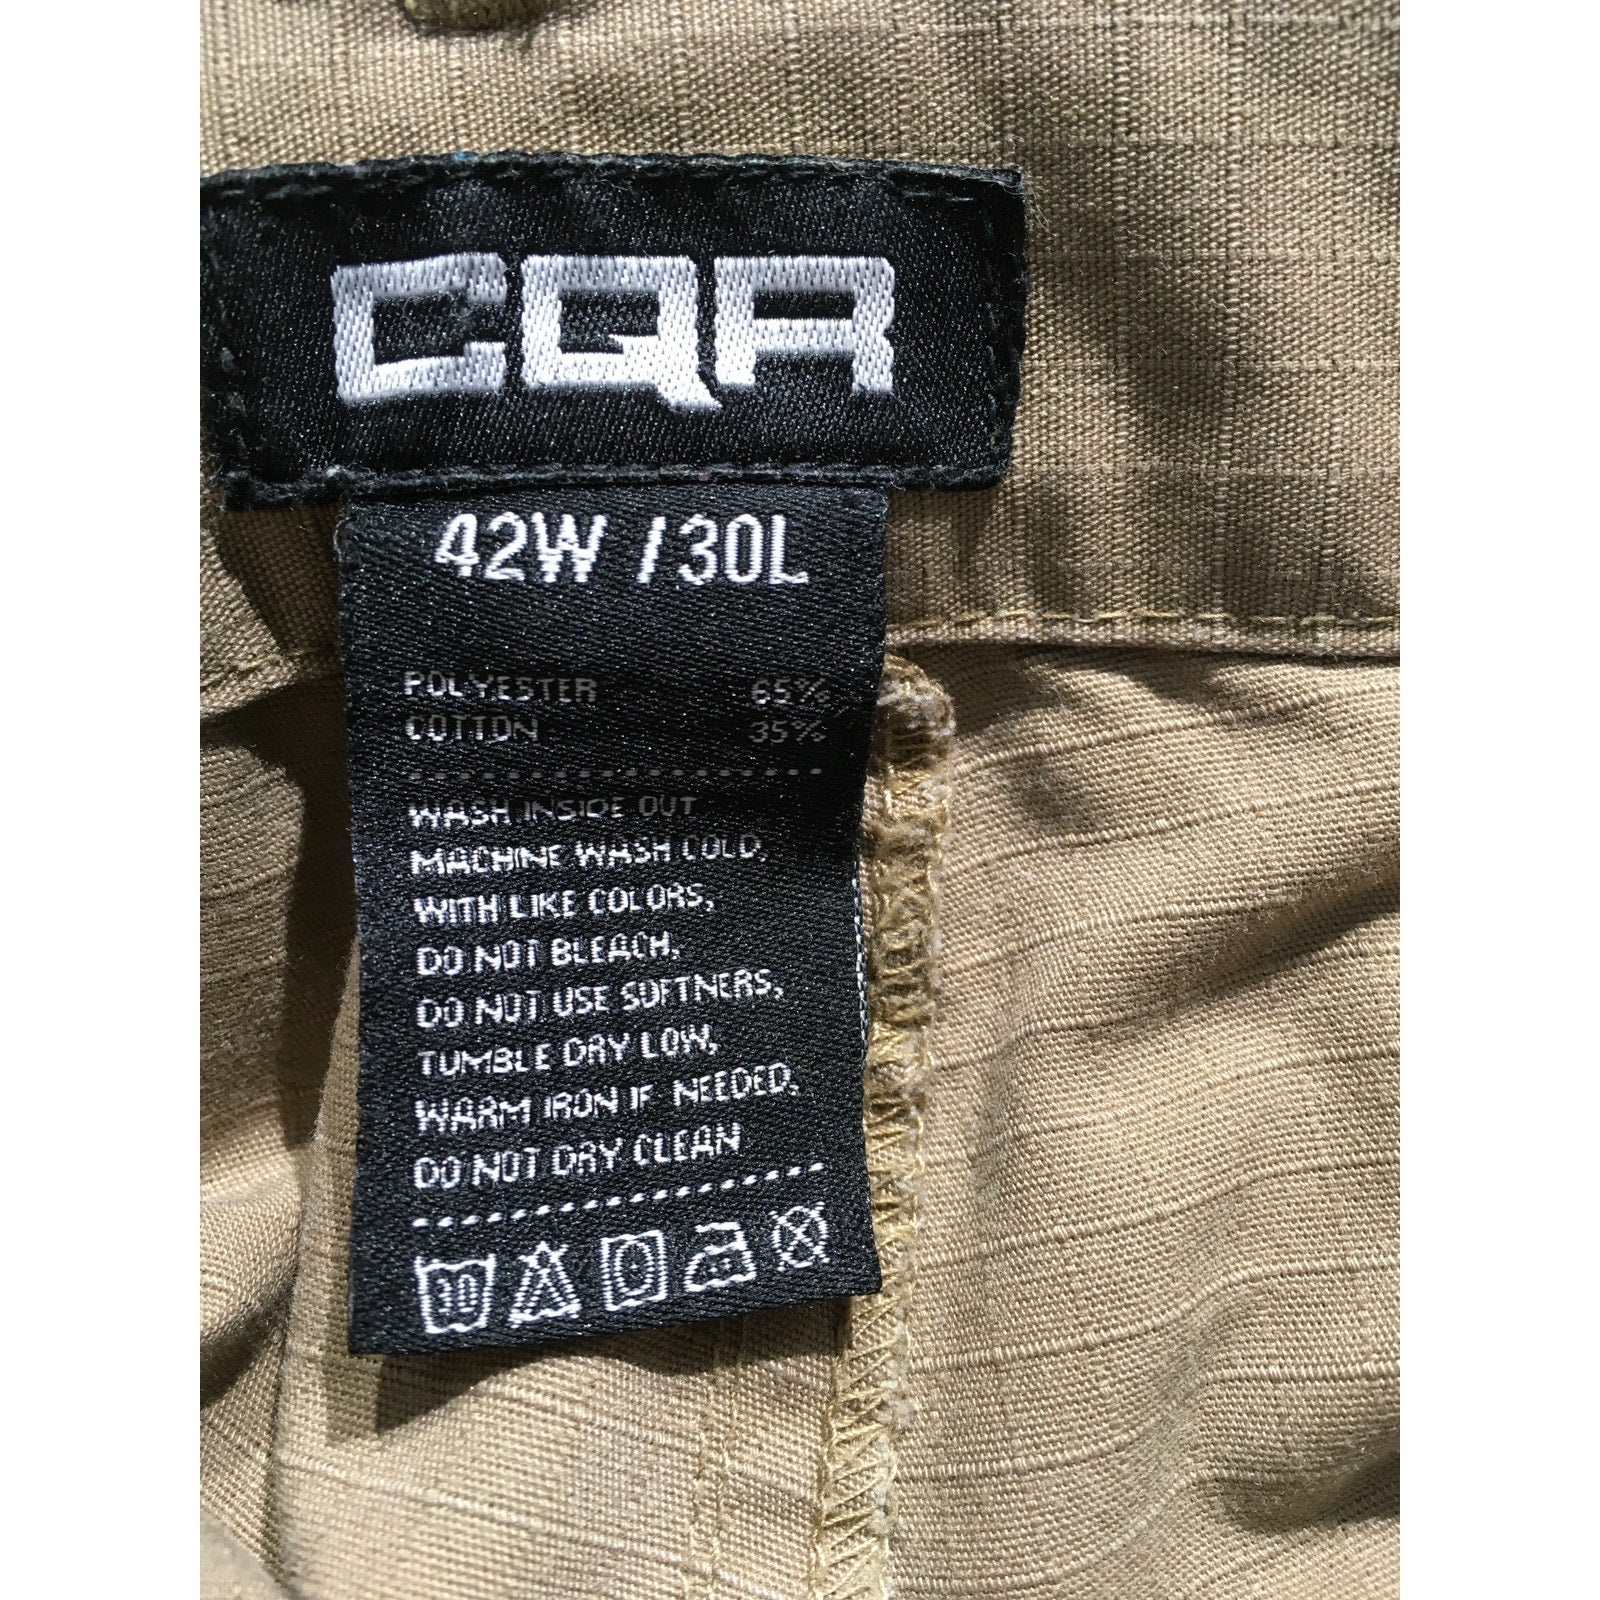 CQR
42W /30L
POLYESTER 65%
COTTON 35%
WASH INSIDE OUT
MACHINE WASH COLD,
WITH LIKE COLORS,
DO NOT BLEACH,
DO NOT USE SOFTNERS,
TUMBLE DRY LOW,
WARM IRON IF NEEDED,
DO NOT DRY CLEAN
30